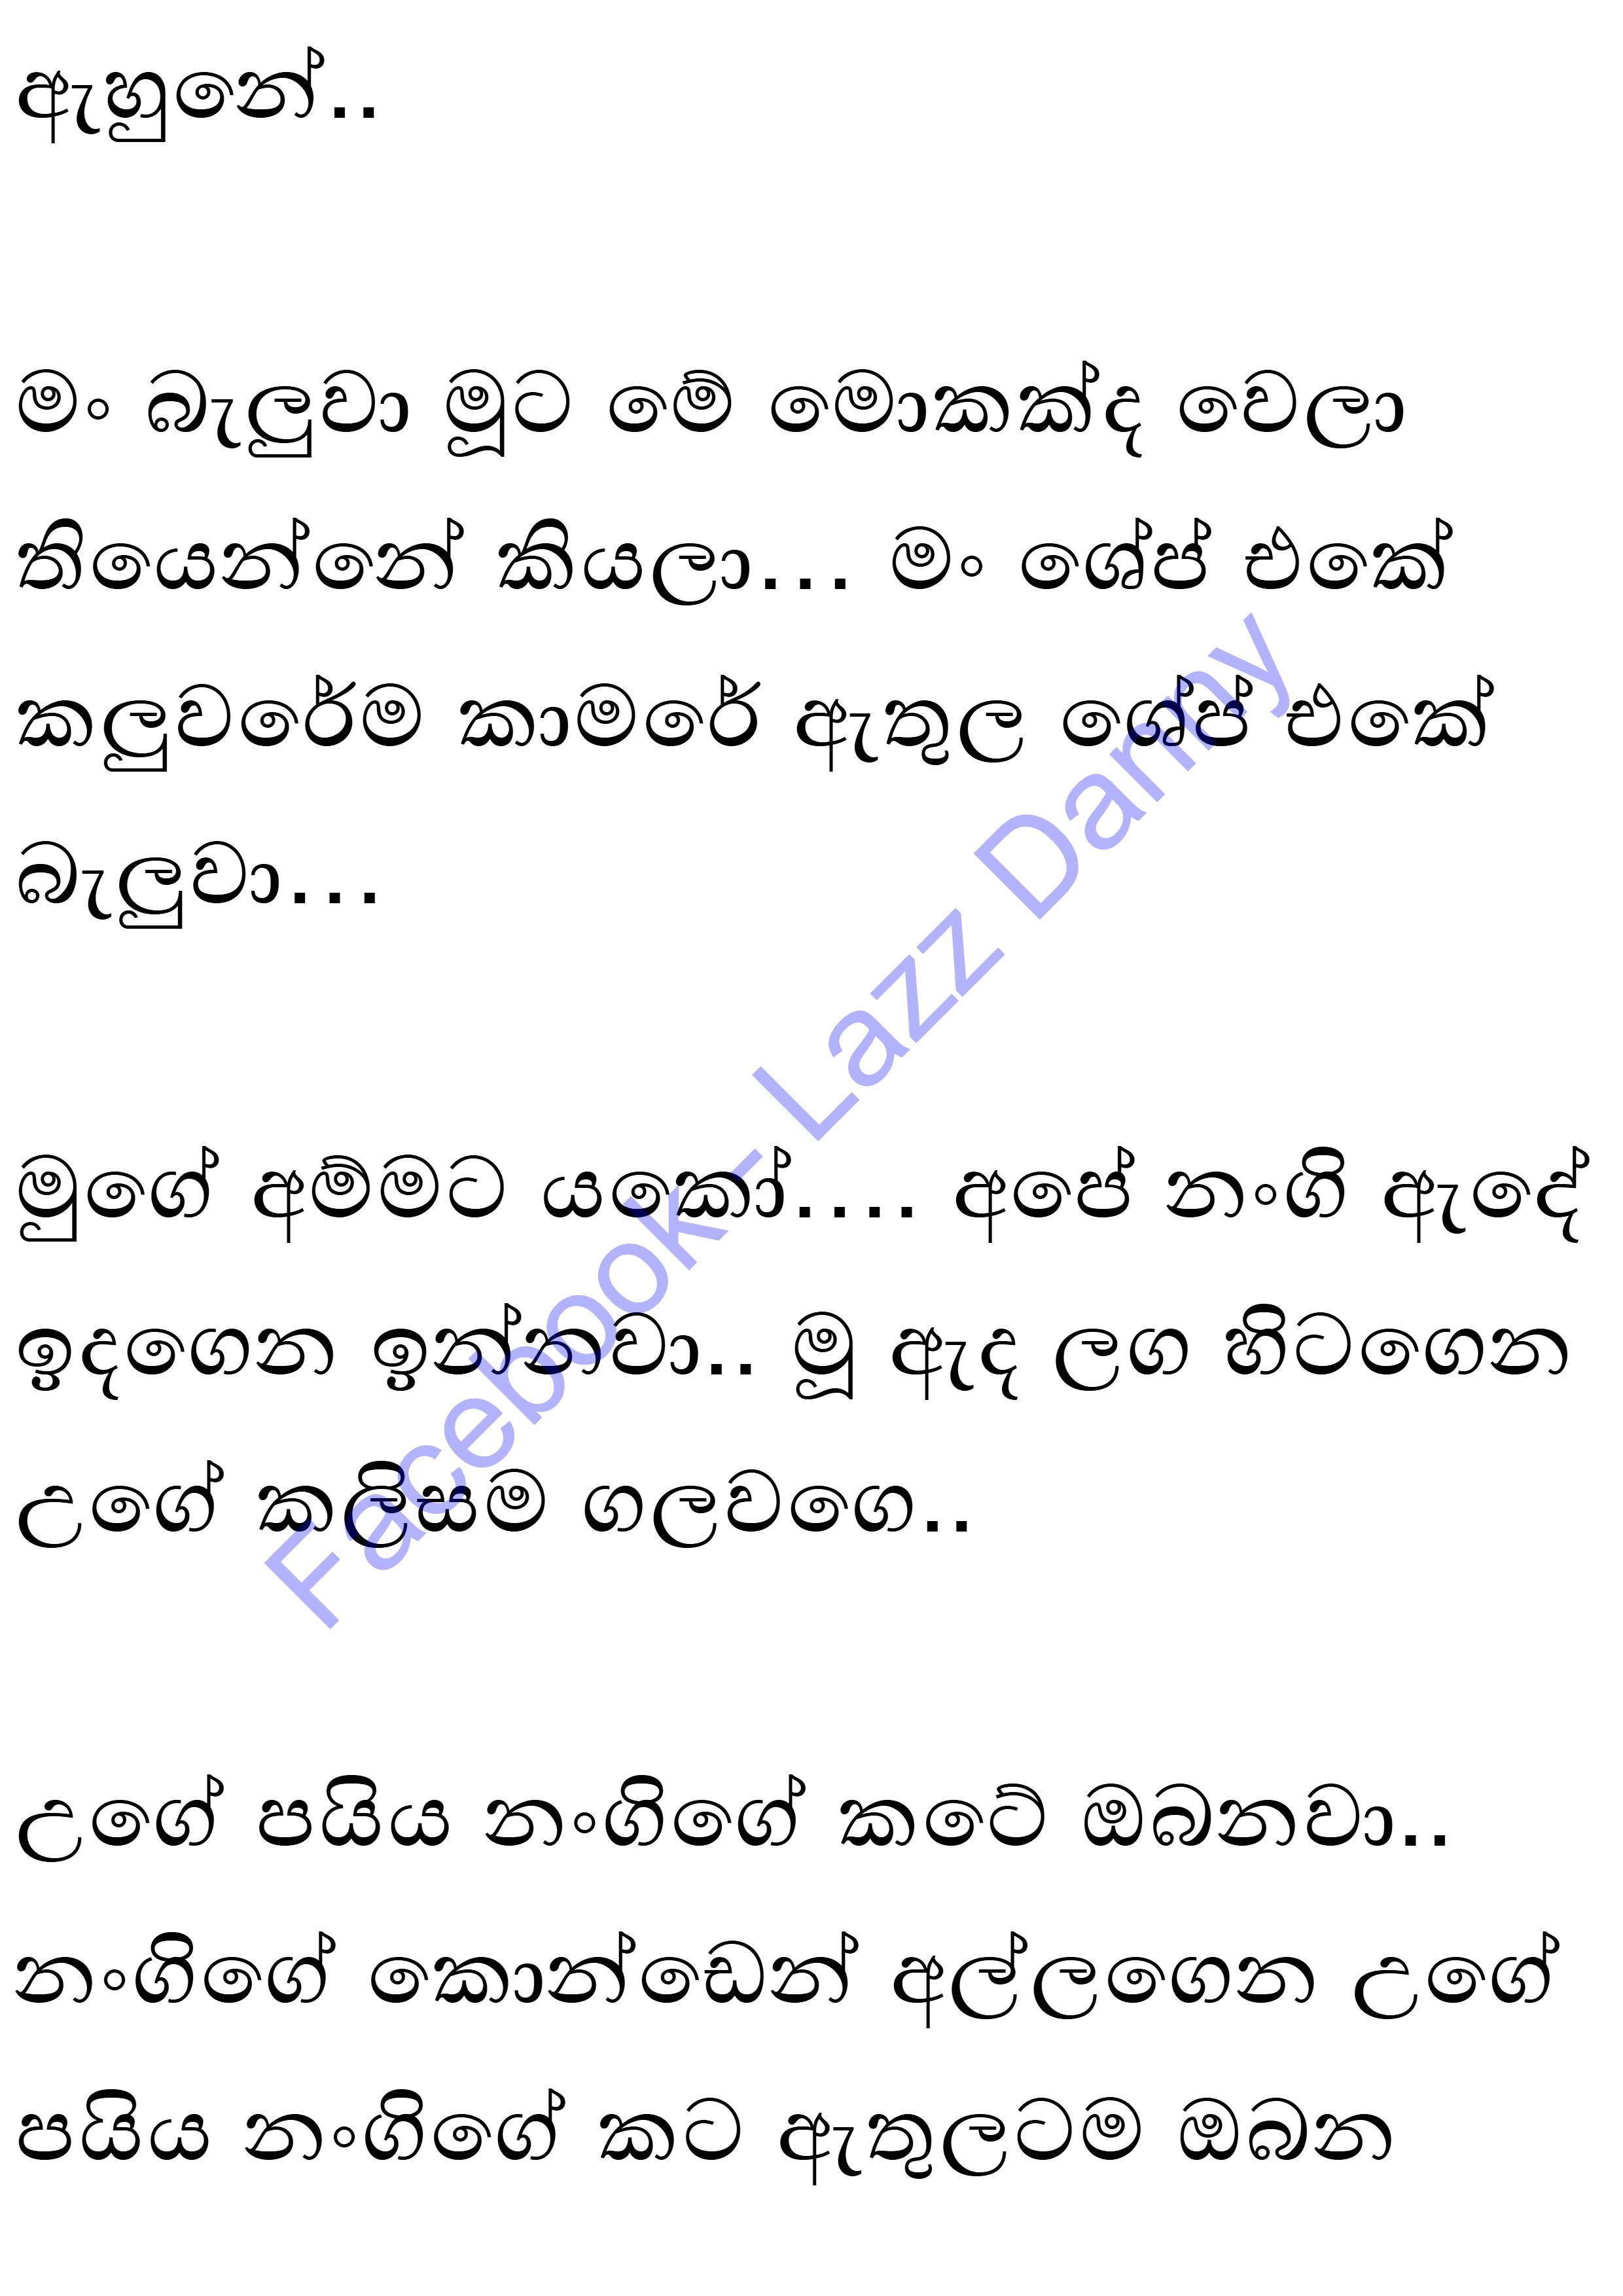 ඇහුනේ..
මං බැලුවා මූට මේ මොකක්ද වෙලා
තියෙන්නේ කියලා... මං ශේප් එකේ
කලුවරේම කාමරේ ඇතුල ශේප් එකේ
බැලුවා...
මුගේ අම්මට යකෝ.... අපේ නංගි ඇදේ
ඉදගෙන ඉන්නවා.. මූ ඇද ලග හිටගෙන
උගේ කලිසම ගලවගෙ..
උගේ පයිය නංගිගේ කටේ ඔබනවා..
නංගිගේ කොන්ඩෙන් අල්ලගෙන උගේ
පයිය නංගිගේ කට ඇතුලටම ඔබන
Facebook - Lazz Danny